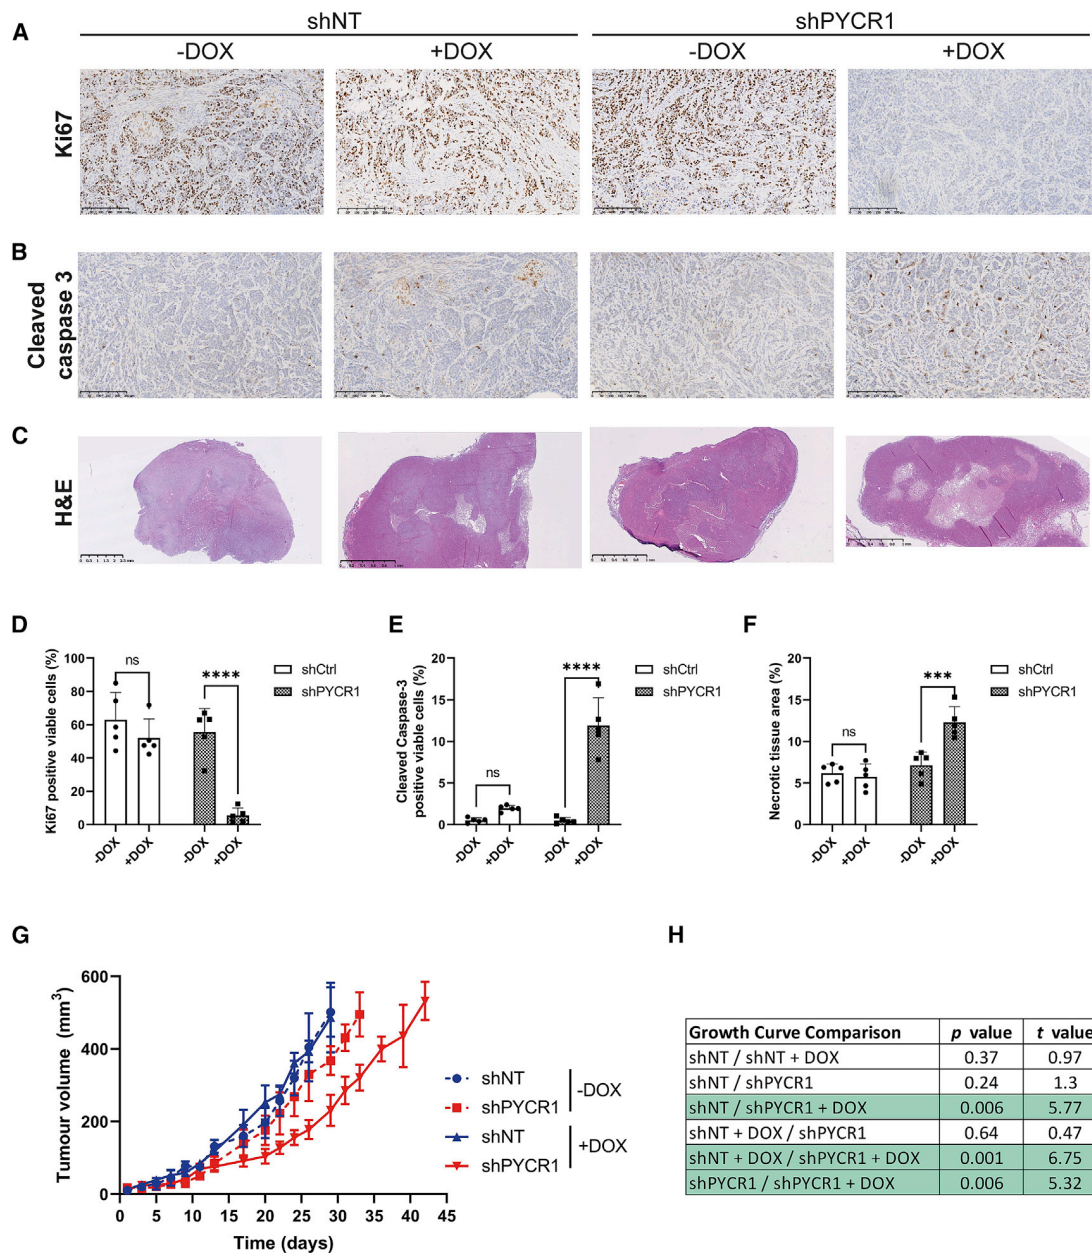 A
shNT
shPYCR1
-DOX
+DOX
-DOX
+DOX
Ki67
B
Cleaved
caspase 3
C
H&E
D
E
F
Ki67 positive viable cells (%)
100
80
60
40
20
0
ns
****
-DOX
+DOX
-DOX
+DOX
shCtrl
shPYCR1
Cleaved Caspase-3
positive viable cells (%)
20
15
10
5
0
ns
****
-DOX
+DOX
-DOX
+DOX
shCtrl
shPYCR1
Necrotic tissue area (%)
20
15
10
5
0
ns
***
-DOX
+DOX
-DOX
+DOX
shCtrl
shPYCR1
G
Tumour volume (mm³)
600
400
200
0
0 5 10 15 20 25 30 35 40 45
Time (days)
shNT
shPYCR1
-DOX
shNT
shPYCR1
+DOX
H
Growth Curve Comparison p value t value
shNT / shNT + DOX 0.37 0.97
shNT / shPYCR1 0.24 1.3
shNT / shPYCR1 + DOX 0.006 5.77
shNT + DOX / shPYCR1 0.64 0.47
shNT + DOX / shPYCR1 + DOX 0.001 6.75
shPYCR1 / shPYCR1 + DOX 0.006 5.32